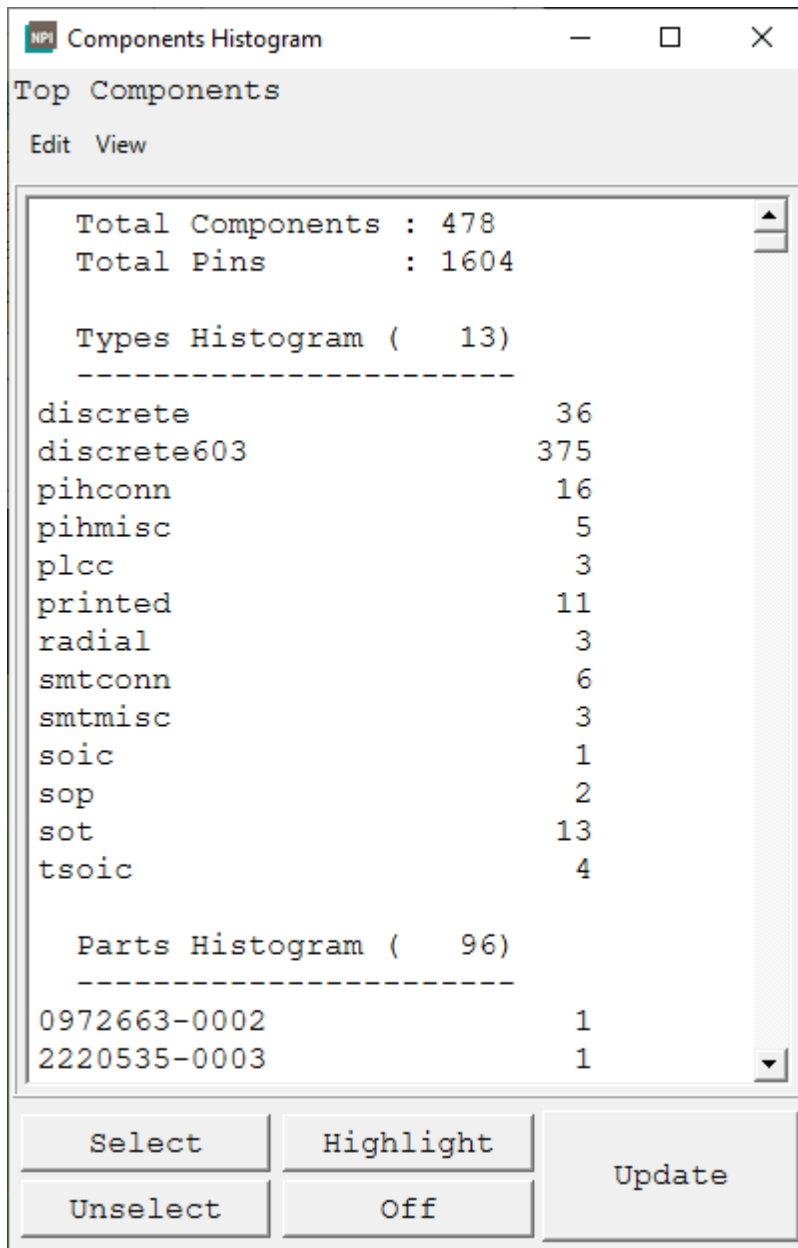 NPI Components Histogram
Top Components
Edit View
Total Components : 478
Total Pins : 1604
Types Histogram ( 13)
-----------------------
discrete 36
discrete603 375
pihconn 16
pihmisc 5
plcc 3
printed 11
radial 3
smtconn 6
smtmisc 3
soic 1
sop 2
sot 13
tsoic 4
Parts Histogram ( 96)
-----------------------
0972663-0002 1
2220535-0003 1
Select Highlight
Update
Unselect Off